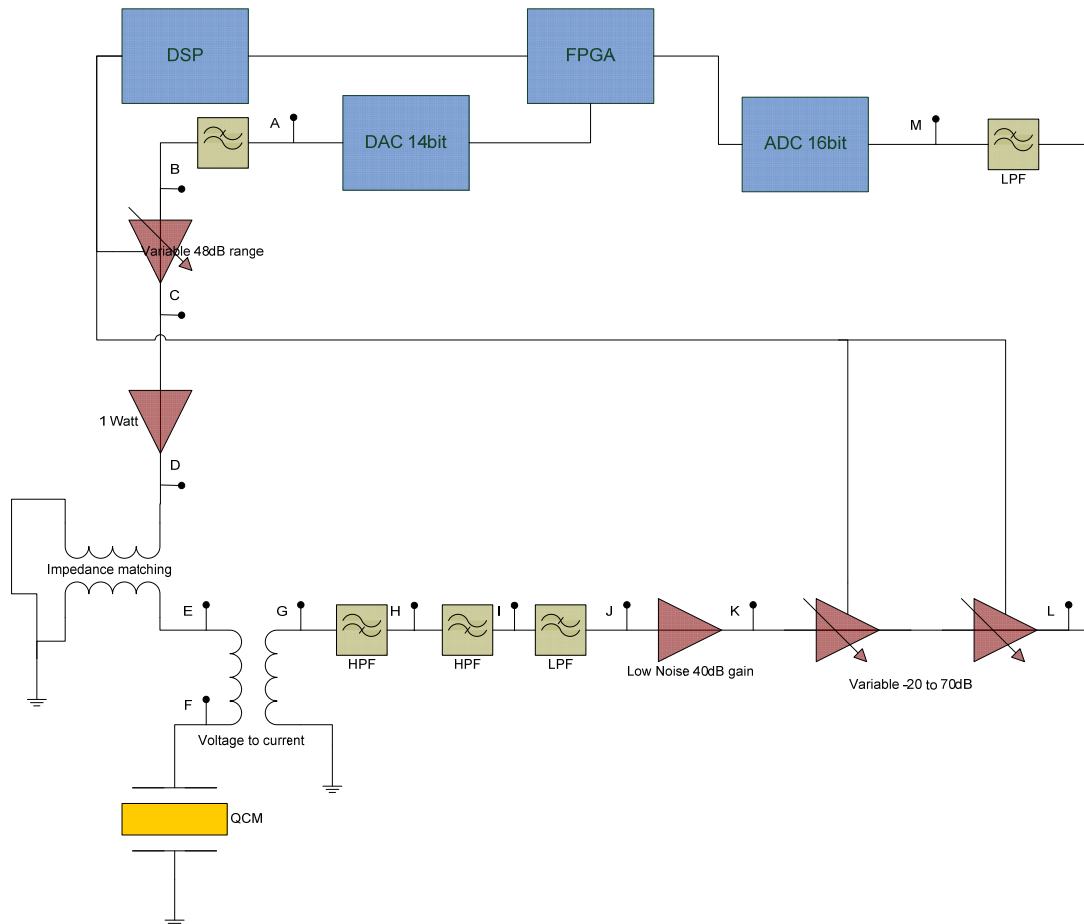 DSP
FPGA
A
DAC 14bit
ADC 16bit
M
LPF
B
Variable 48dB range
C
1 Watt
D
Impedance matching
E
G
H
I
J
K
L
HPF
HPF
LPF
Low Noise 40dB gain
Variable -20 to 70dB
F
Voltage to current
QCM